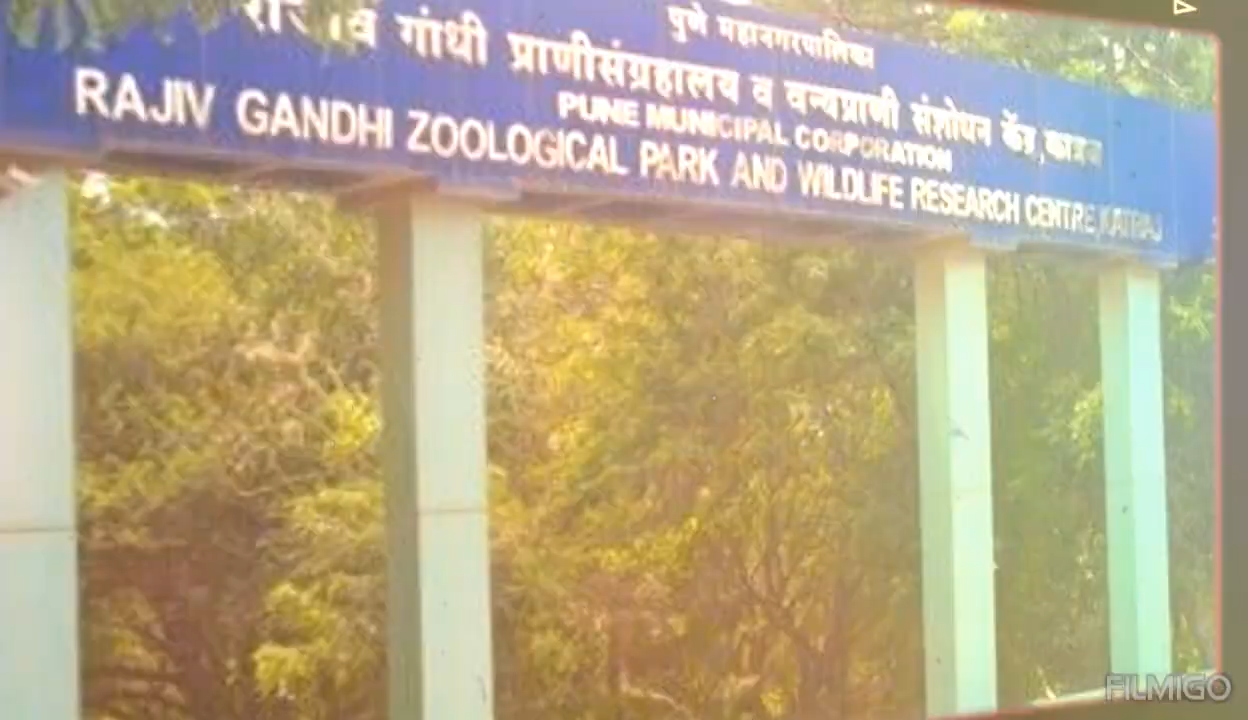 पुणे महानगरपालिका
गांधी प्राणीसंग्रहालय व वन्यप्राणी संशोधन केंद्र, कात्रज
PUNE MUNICIPAL CORPORATION
RAJIV GANDHI ZOOLOGICAL PARK AND WILDLIFE RESEARCH CENTRE, KATRAJ
FILMIGO